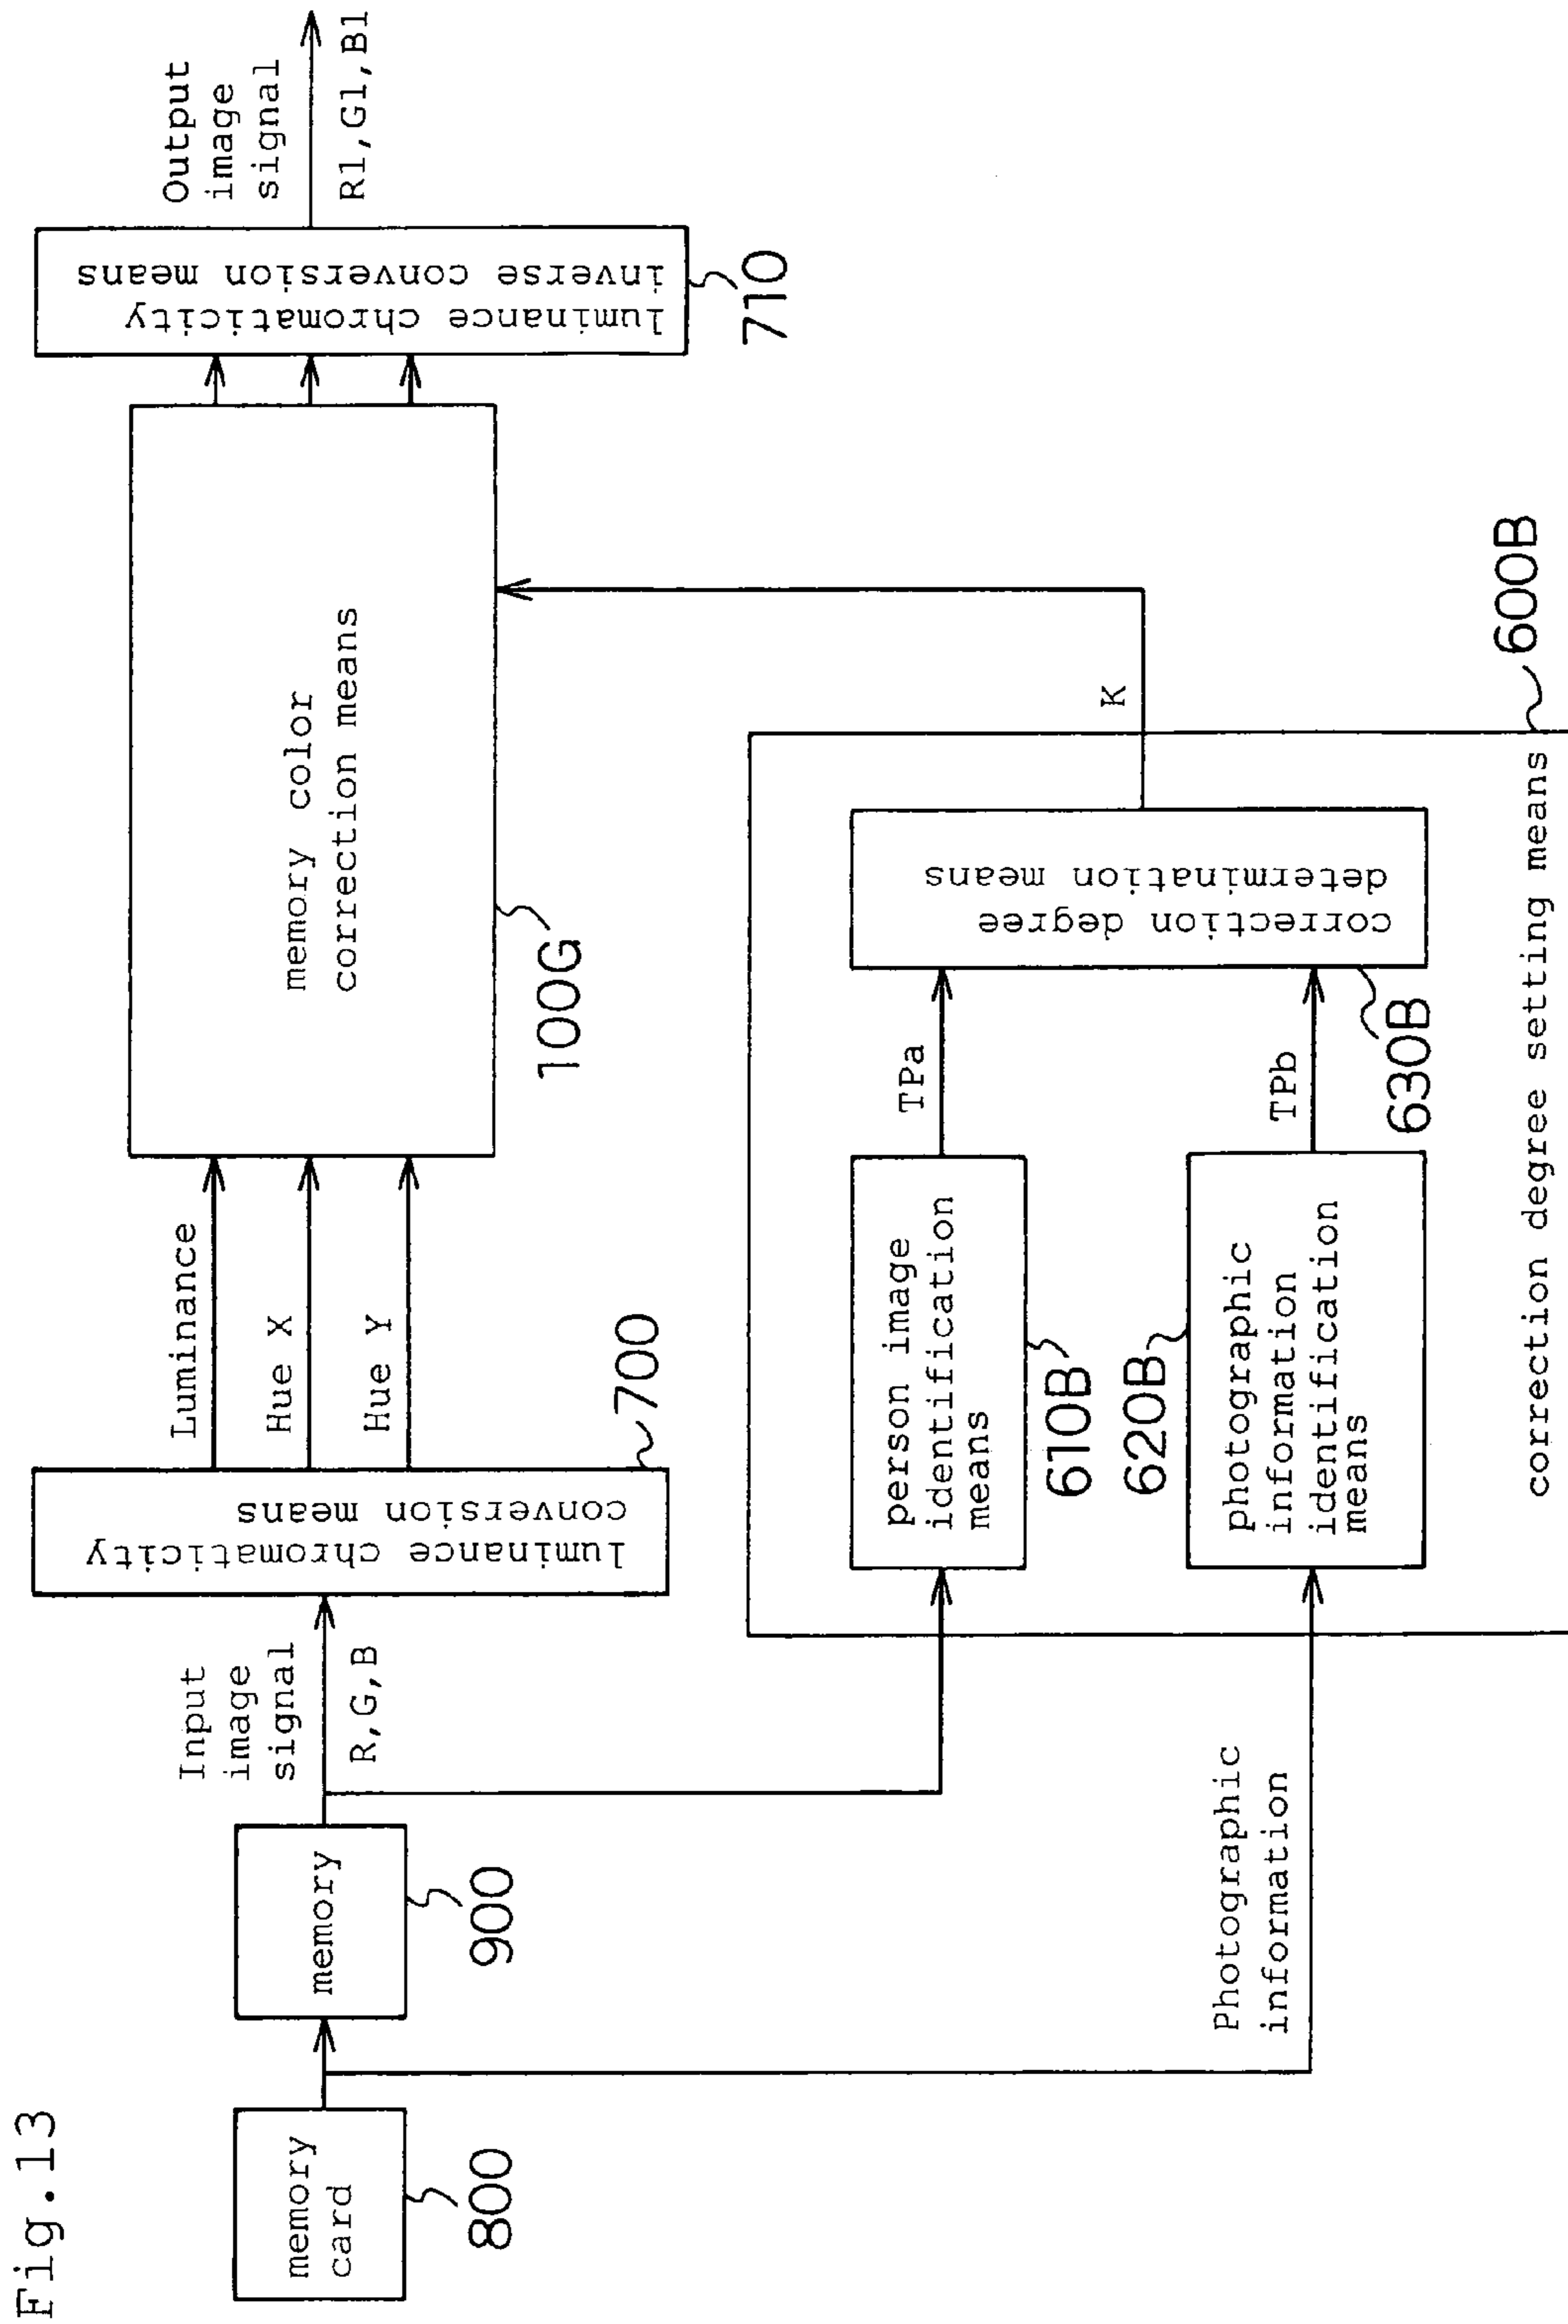 Fig.13
memory
card
800
memory
900
Input
image
signal
R,G,B
luminance chromaticity
conversion means
700
Luminance
Hue X
Hue Y
memory color
correction means
100G
luminance chromaticity
inverse conversion means
710
Output
image
signal
R1,G1,B1
Photographic
information
person image
identification
means
610B
TPa
photographic
information
identification
means
620B
TPb
correction degree
determination means
630B
K
correction degree setting means
600B